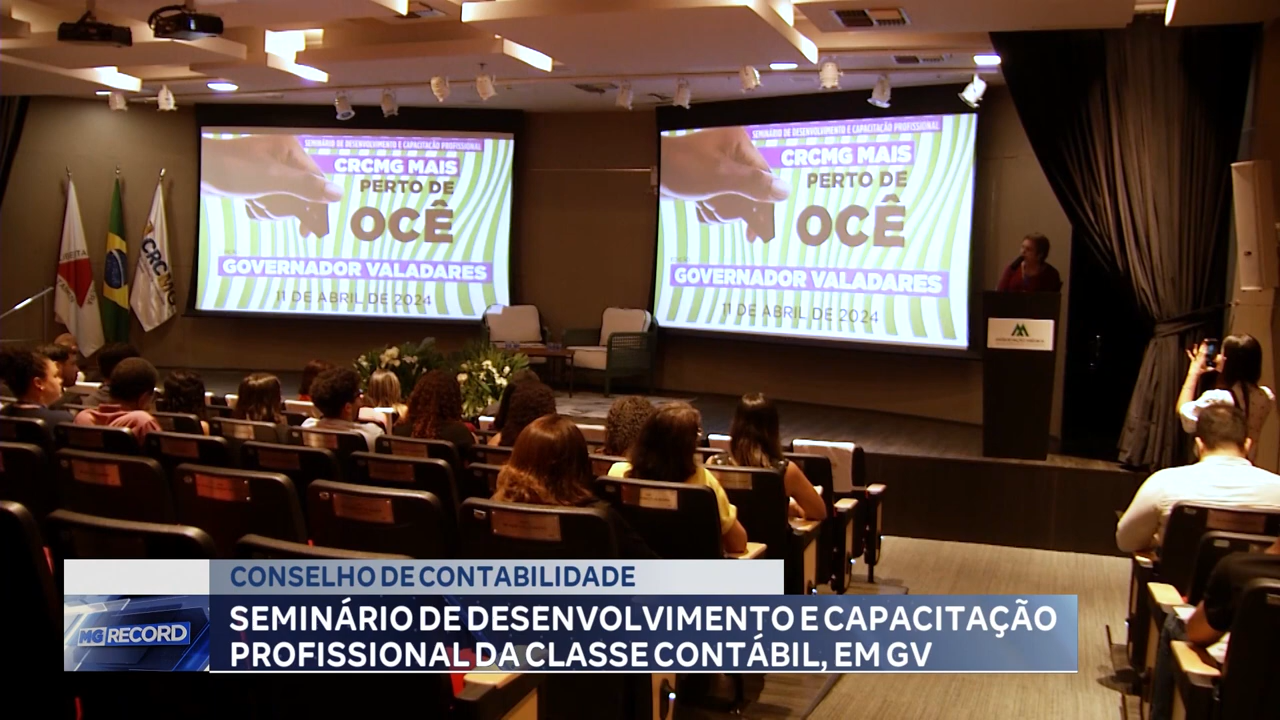 SEMINÁRIO DE DESENVOLVIMENTO E CAPACITAÇÃO PROFISSIONAL
CRCMG MAIS
PERTO DE
OCÊ
GOVERNADOR VALADARES
11 DE ABRIL DE 2024
SEMINÁRIO DE DESENVOLVIMENTO E CAPACITAÇÃO PROFISSIONAL
CRCMG MAIS
PERTO DE
OCÊ
GOVERNADOR VALADARES
11 DE ABRIL DE 2024
CRCMG
CONSELHO DE CONTABILIDADE
MG RECORD
SEMINÁRIO DE DESENVOLVIMENTO E CAPACITAÇÃO
PROFISSIONAL DA CLASSE CONTÁBIL, EM GV